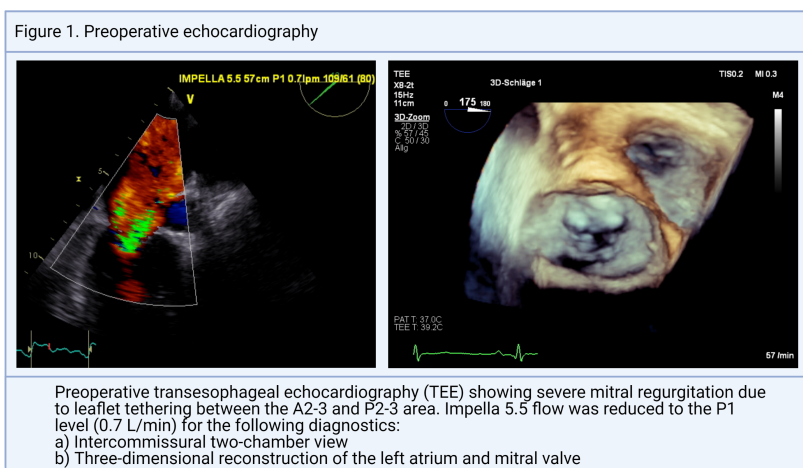 Figure 1. Preoperative echocardiography
IMPELLA 5.5 57cm P1 0.7lpm 109/61 (80)
V
5
10
TEE
X8-2t
15Hz
11cm
0 175 180
3D-Schläge 1
TIS0.2 MI 0.3
M4
3D-Zoom
2D / 3D
% 57 / 45
C 50 / 30
Allg
PAT T: 37.0C
TEE T: 39.2C
57 /min
Preoperative transesophageal echocardiography (TEE) showing severe mitral regurgitation due
to leaflet tethering between the A2-3 and P2-3 area. Impella 5.5 flow was reduced to the P1
level (0.7 L/min) for the following diagnostics:
a) Intercommissural two-chamber view
b) Three-dimensional reconstruction of the left atrium and mitral valve